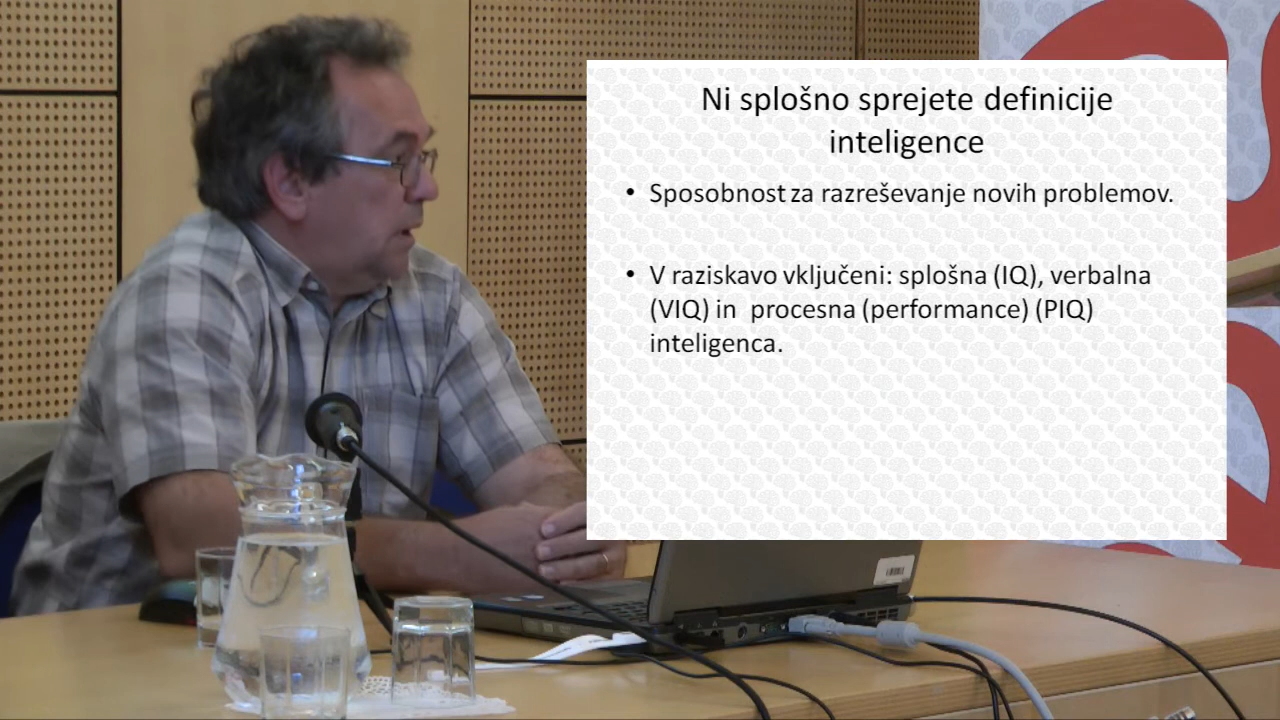 Ni splošno sprejete definicije
inteligence
• Sposobnost za razreševanje novih problemov.
• V raziskavo vključeni: splošna (IQ), verbalna
(VIQ) in procesna (performance) (PIQ)
inteligenca.